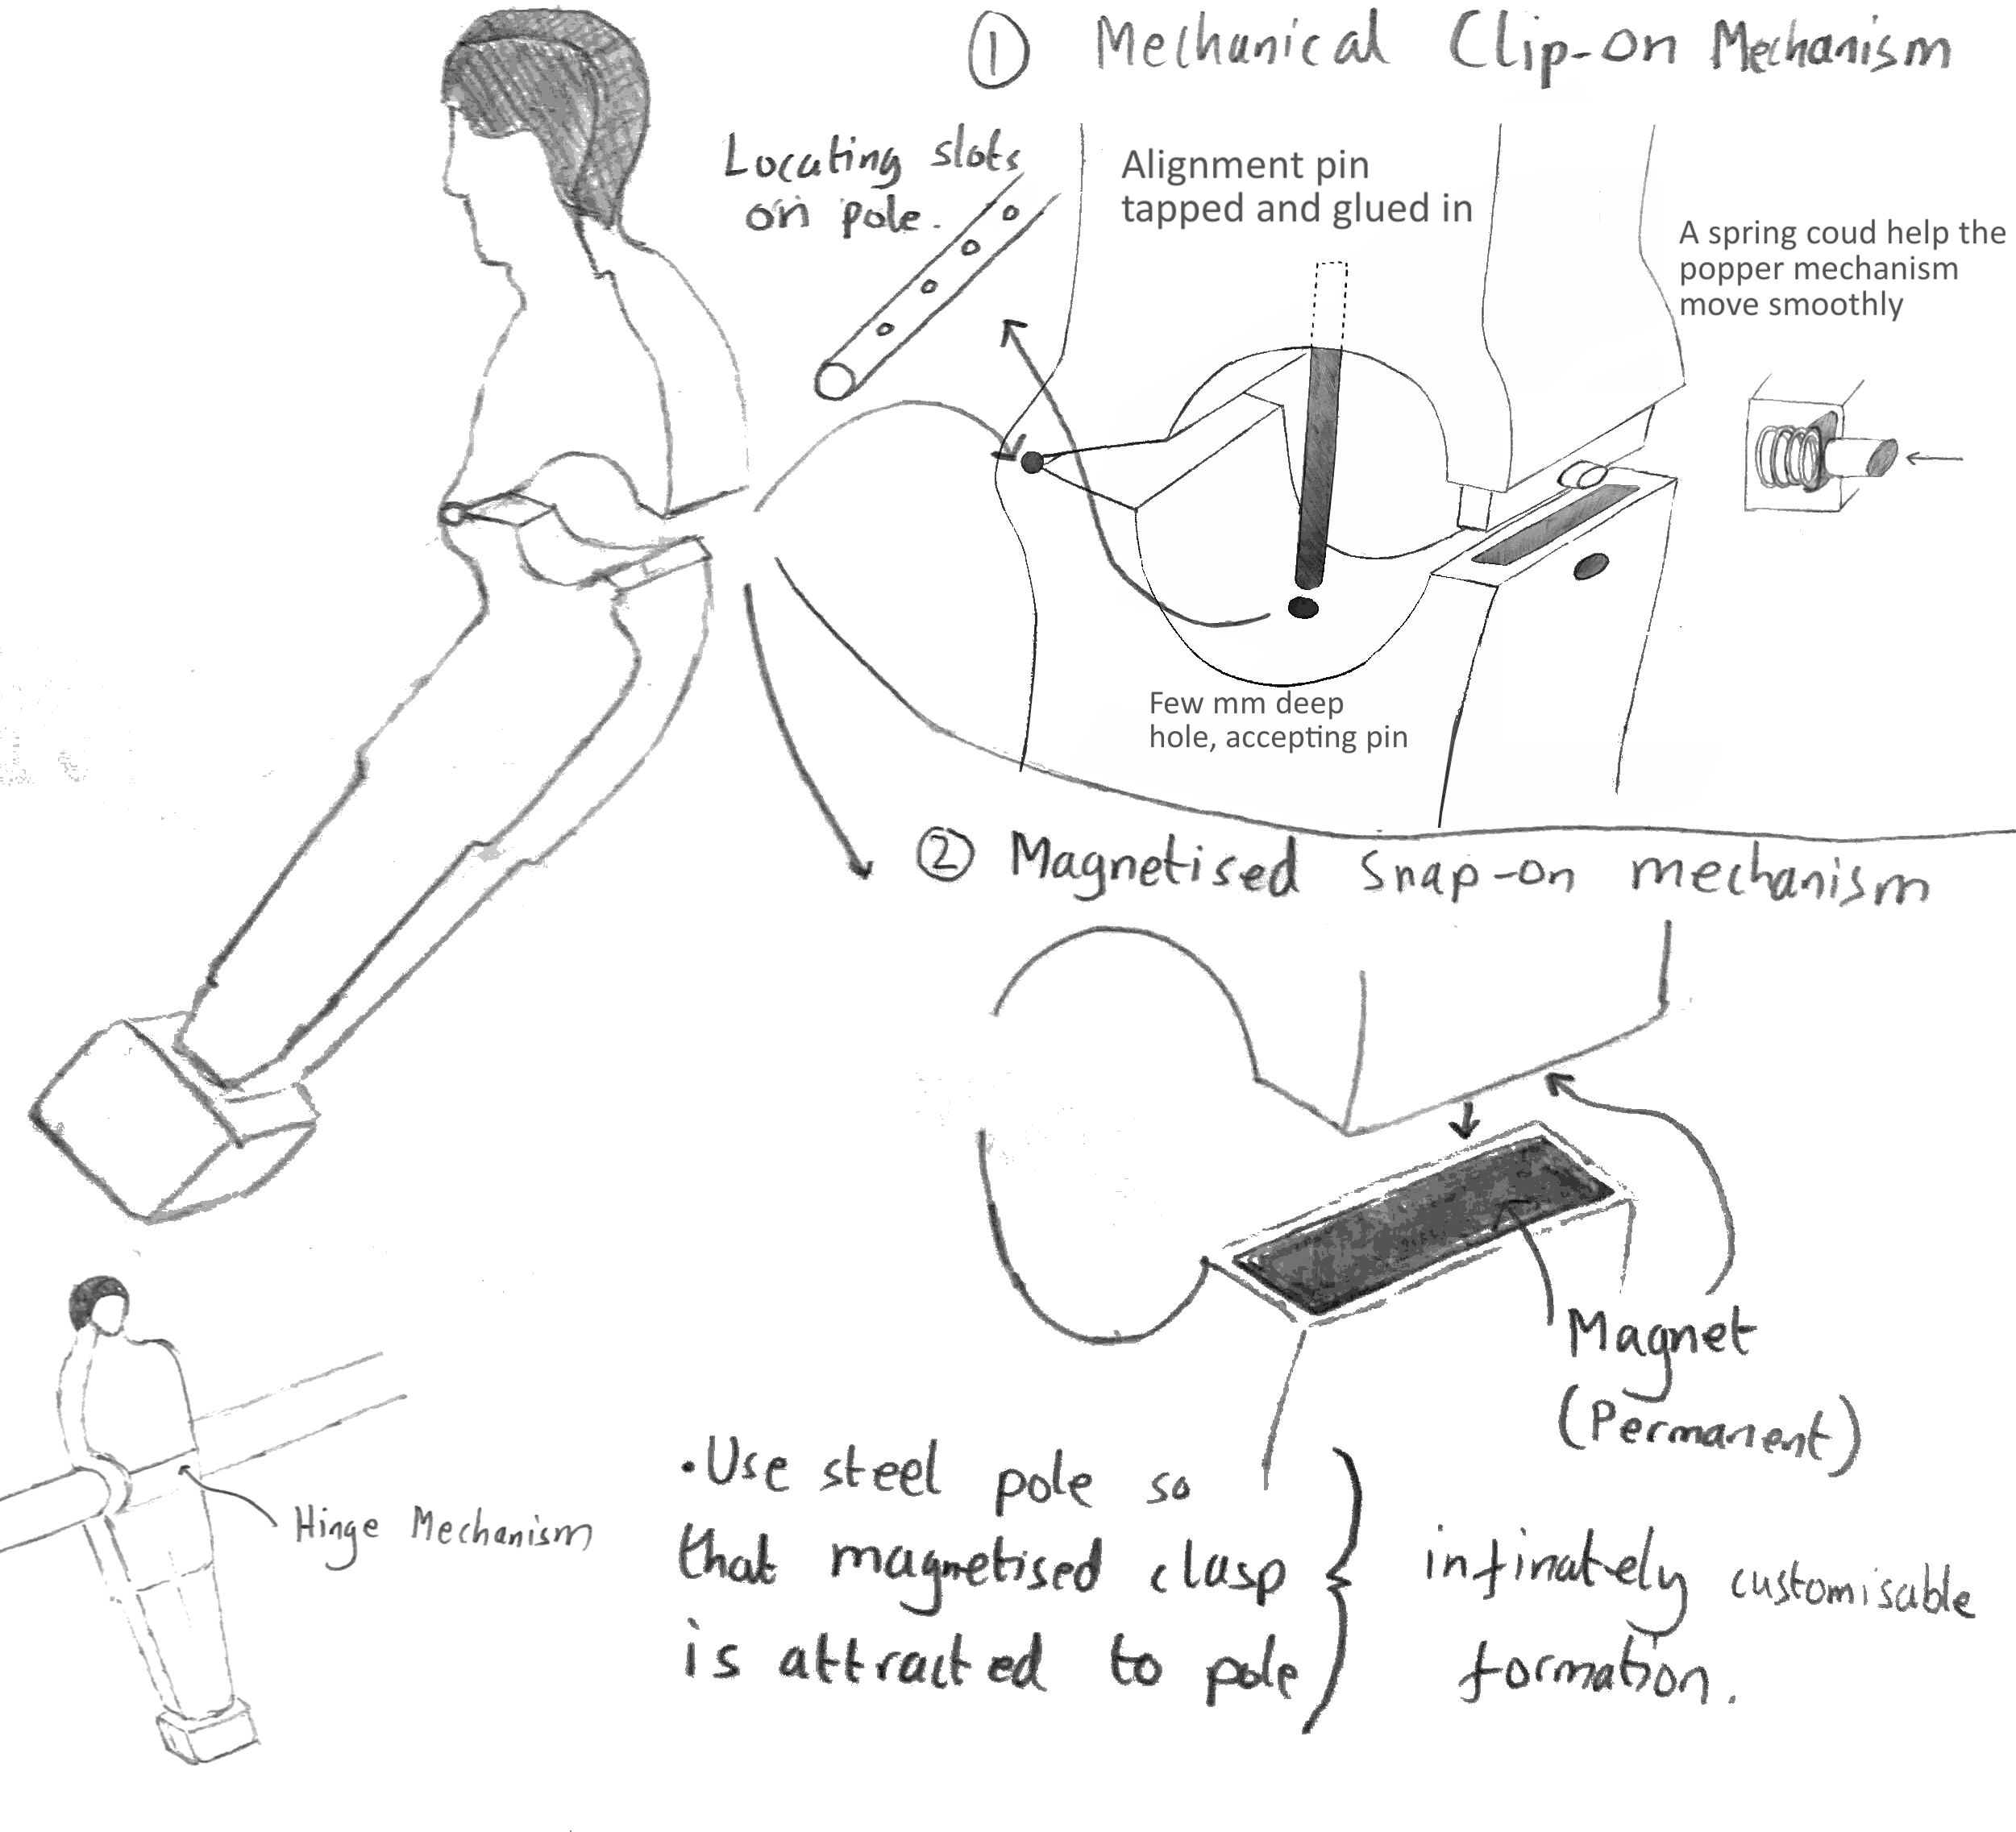 ① Mechanical Clip-on Mechanism
Locating slots
on pole.
Alignment pin
tapped and glued in
A spring coud help the
popper mechanism
move smoothly
Few mm deep
hole, accepting pin
② Magnetised snap-on mechanism
Magnet
(Permanent)
Hinge Mechanism
• Use steel pole so
that magnetised clasp
is attracted to pole
infinately customisable
formation.